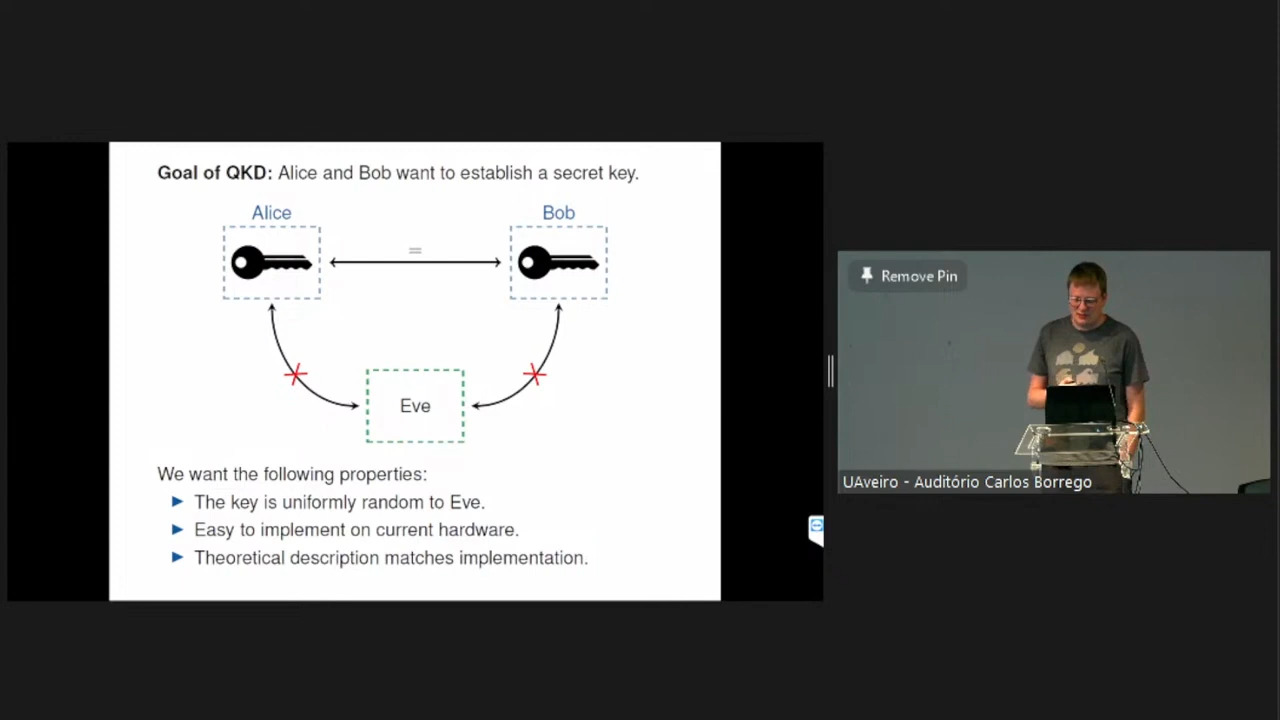 Goal of QKD: Alice and Bob want to establish a secret key.
Alice
Bob
=
Eve
We want the following properties:
The key is uniformly random to Eve.
Easy to implement on current hardware.
Theoretical description matches implementation.
Remove Pin
UAveiro - Auditório Carlos Borrego